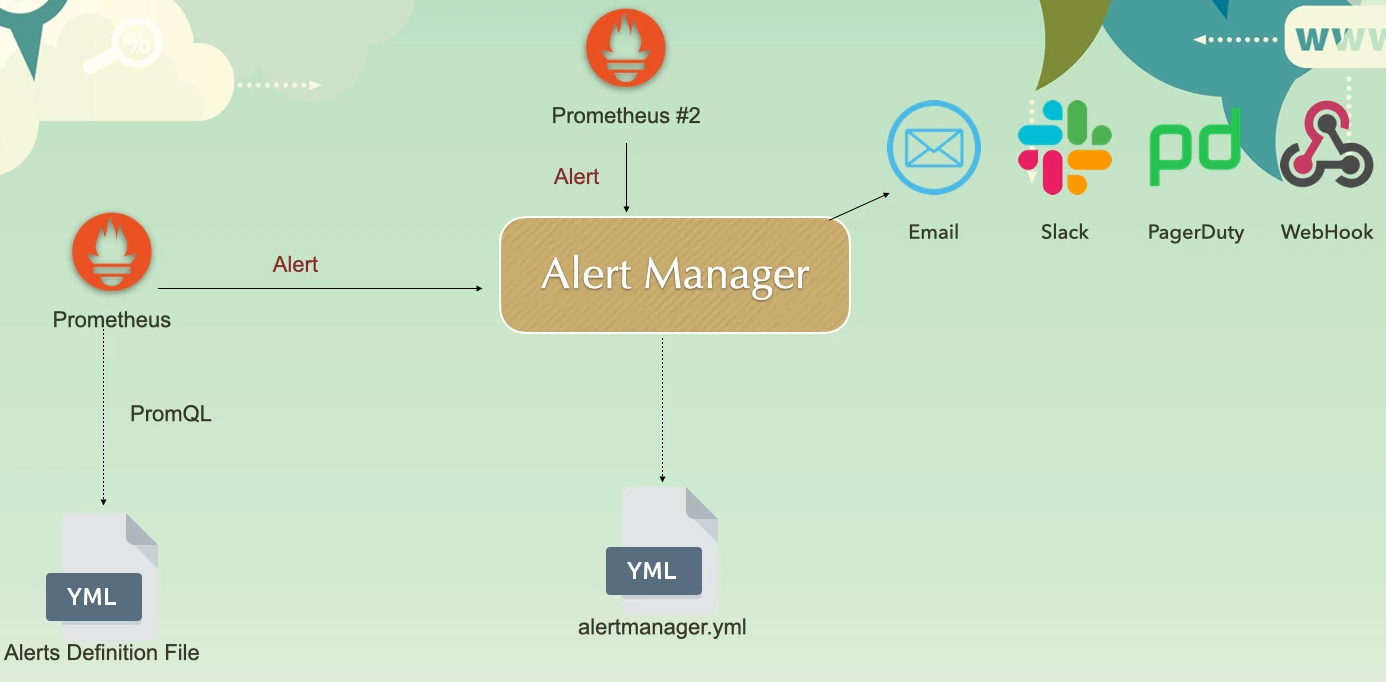 %
WWW
Prometheus #2
Alert
pd
Email
Slack
PagerDuty
WebHook
Alert
Alert Manager
Prometheus
PromQL
YML
Alerts Definition File
YML
alertmanager.yml